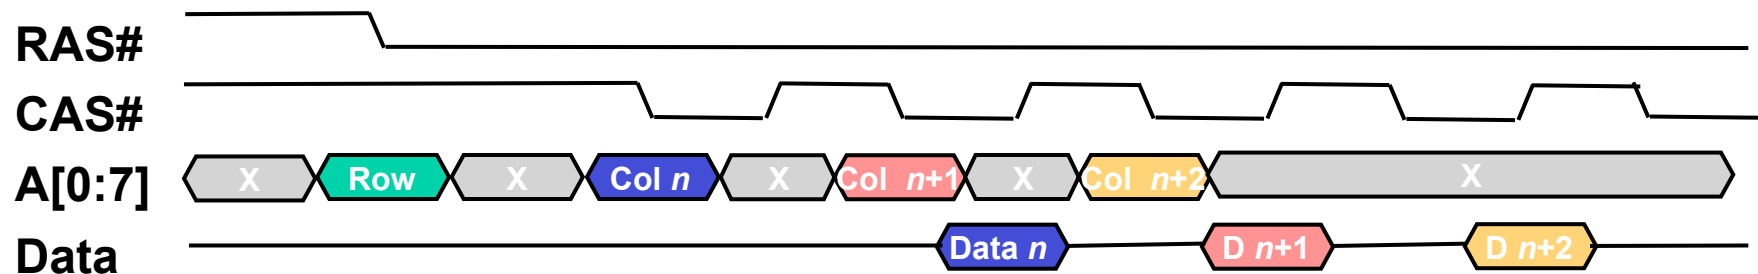 RAS#
CAS#
A[0:7] X Row X Col n X Col n+1 X Col n+2 X
Data Data n D n+1 D n+2